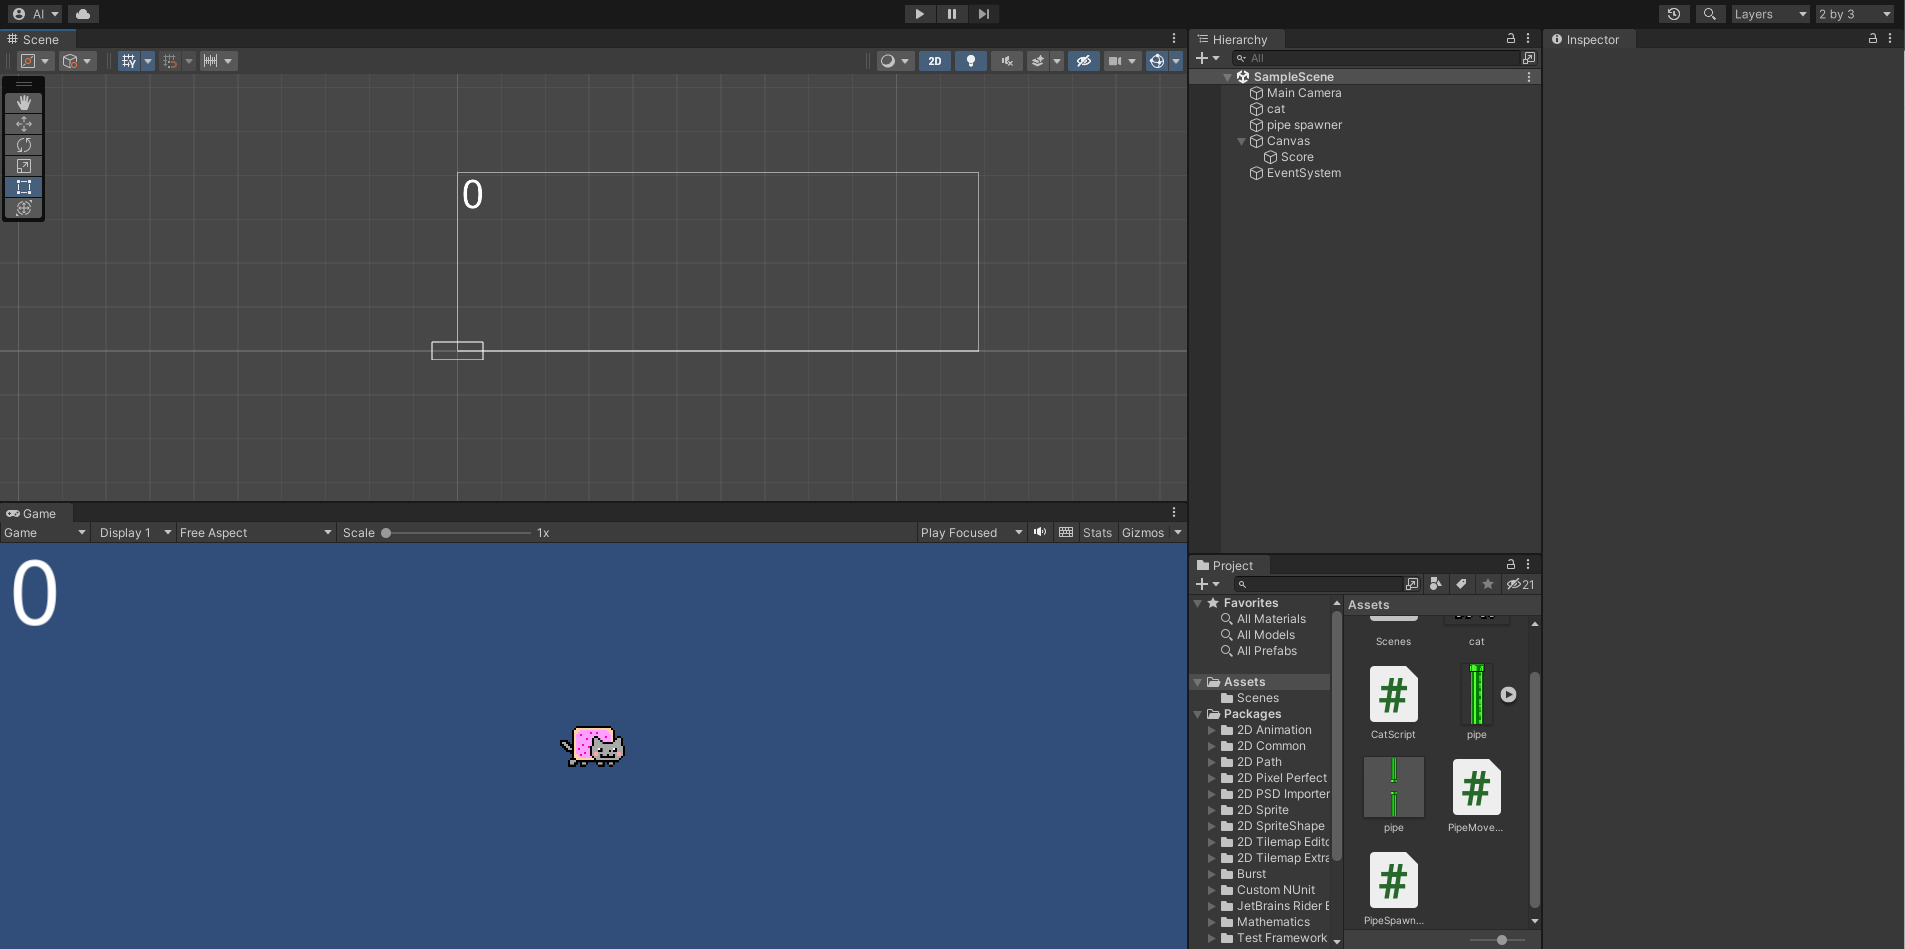 AI
Layers
2 by 3
Scene
2D
0
Hierarchy
All
SampleScene
Main Camera
cat
pipe spawner
Canvas
Score
EventSystem
Inspector
Game
Game
Display 1
Free Aspect
Scale
1x
Play Focused
Stats
Gizmos
0
Project
21
Favorites
All Materials
All Models
All Prefabs
Assets
Scenes
Packages
2D Animation
2D Common
2D Path
2D Pixel Perfect
2D PSD Importer
2D Sprite
2D SpriteShape
2D Tilemap Edito
2D Tilemap Extra
Burst
Custom NUnit
JetBrains Rider E
Mathematics
Test Framework
Assets
Scenes
cat
#
CatScript
pipe
pipe
#
PipeMove...
#
PipeSpawn...